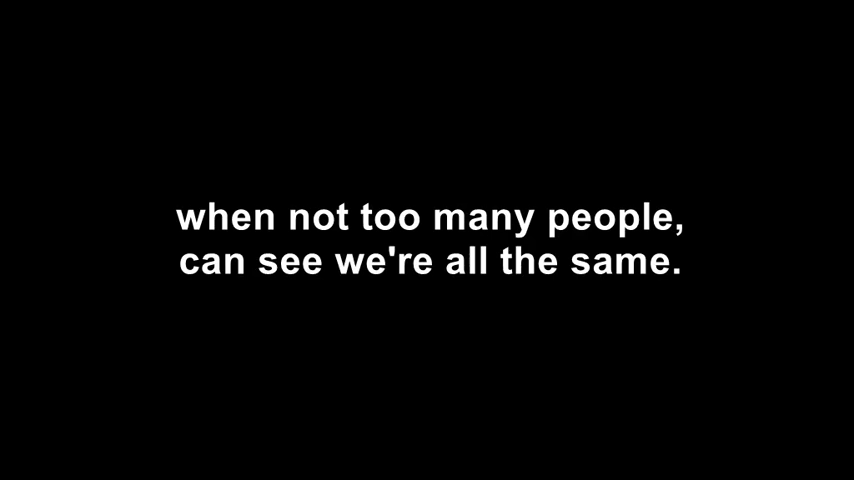 when not too many people,
can see we're all the same.